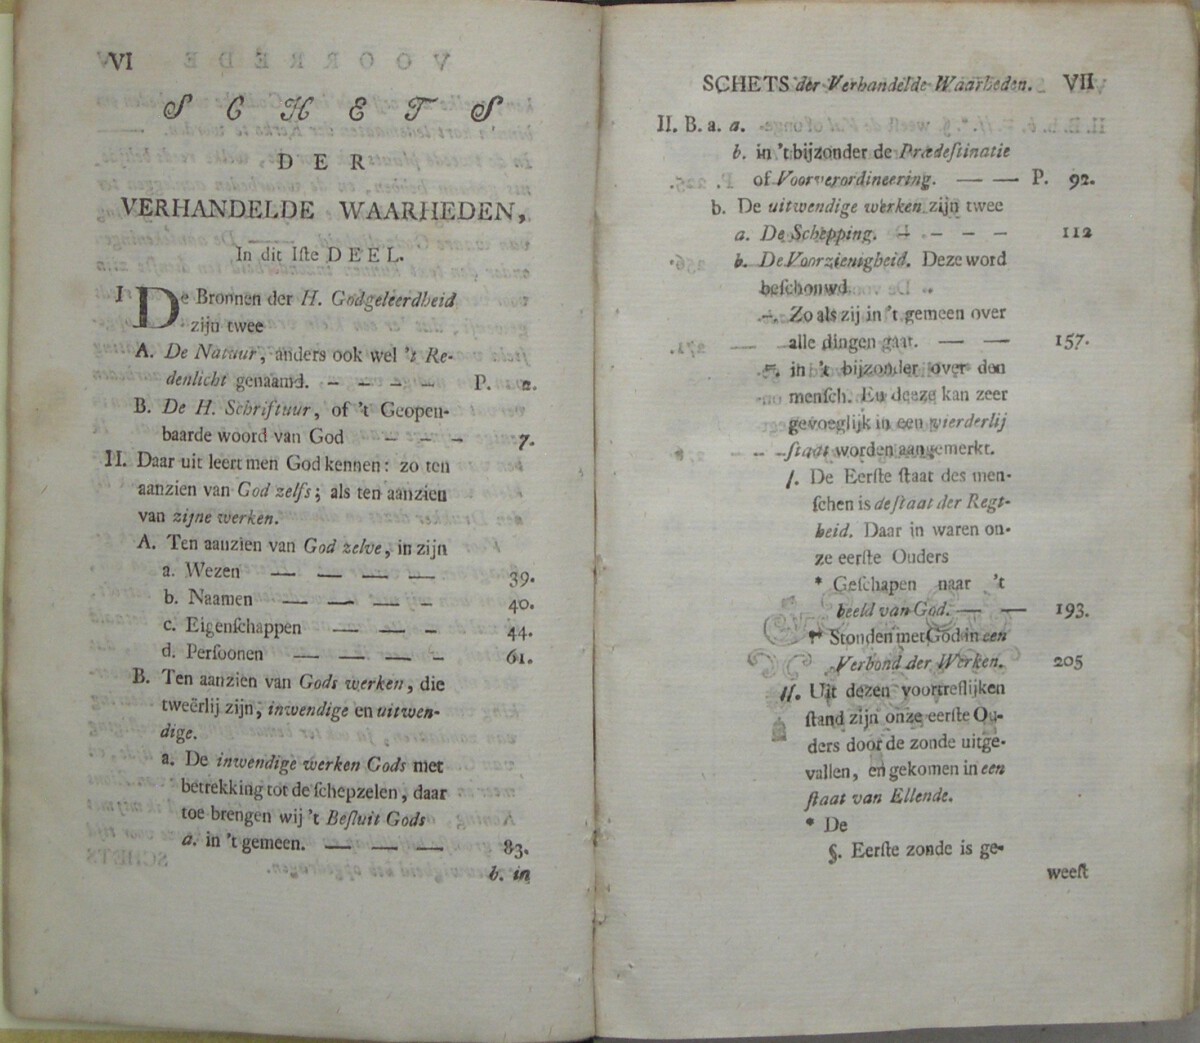 VI
SCHETS
DER
VERHANDELDE WAARHEDEN,
In dit Iſte DEEL.
I De Bronnen der H. Godgeleerdheid
zijn twee
A. De Natuur, anders ook wel 't Re-
denlicht genaamd. — — — — P. 2.
B. De H. Schriftuur, of 't Geopen-
baarde woord van God — — — 7.
II. Daar uit leert men God kennen: zo ten
aanzien van God zelfs; als ten aanzien
van zijne werken.
A. Ten aanzien van God zelve, in zijn
a. Wezen — — — — 39.
b. Naamen — — — — 40.
c. Eigenſchappen — — — 44.
d. Perſoonen — — — — 61.
B. Ten aanzien van Gods werken, die
tweërlij zijn, inwendige en uitwen-
dige.
a. De inwendige werken Gods met
betrekking tot de ſchepzelen, daar
toe brengen wij 't Beſluit Gods
a. in 't gemeen. — — — 83.
b. in
SCHETS der Verhandelde Waarheden. VII
II. B. a. a.
b. in 't bijzonder de Prædeſtinatie
of Voorverordineering. — — P. 92.
b. De uitwendige werken zijn twee
a. De Schepping. — — — — 112
b. De Voorzienigheid. Deze word
beſchouwd
-. Zo als zij in 't gemeen over
alle dingen gaat. — — 157.
=. in 't bijzonder over den
menſch. En deeze kan zeer
gevoeglijk in een vierderlij
ſtaat worden aangemerkt.
/. De Eerſte ſtaat des men-
ſchen is de ſtaat der Regt-
heid. Daar in waren on-
ze eerſte Ouders
* Geſchapen naar 't
beeld van God. — — 193.
** Stonden met God in een
Verbond der Werken. 205
//. Uit dezen voortreflijken
ſtand zijn onze eerſte Ou-
ders door de zonde uitge-
vallen, en gekomen in een
ſtaat van Ellende.
* De
§. Eerſte zonde is ge-
weeſt